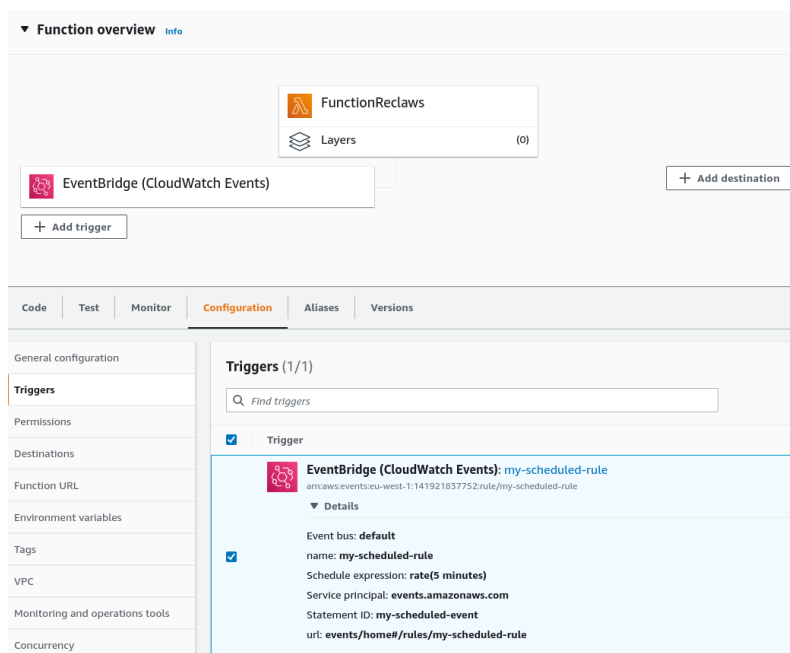 Function overview Info
FunctionReclaws
Layers (0)
EventBridge (CloudWatch Events)
Add destination
Add trigger
Code Test Monitor Configuration Aliases Versions
General configuration
Triggers
Permissions
Destinations
Function URL
Environment variables
Tags
VPC
Monitoring and operations tools
Concurrency
Triggers (1/1)
Find triggers
Trigger
EventBridge (CloudWatch Events): my-scheduled-rule
arn:aws:events:eu-west-1:141921837752:rule/my-scheduled-rule
Details
Event bus: default
name: my-scheduled-rule
Schedule expression: rate(5 minutes)
Service principal: events.amazonaws.com
Statement ID: my-scheduled-event
url: events/home#/rules/my-scheduled-rule